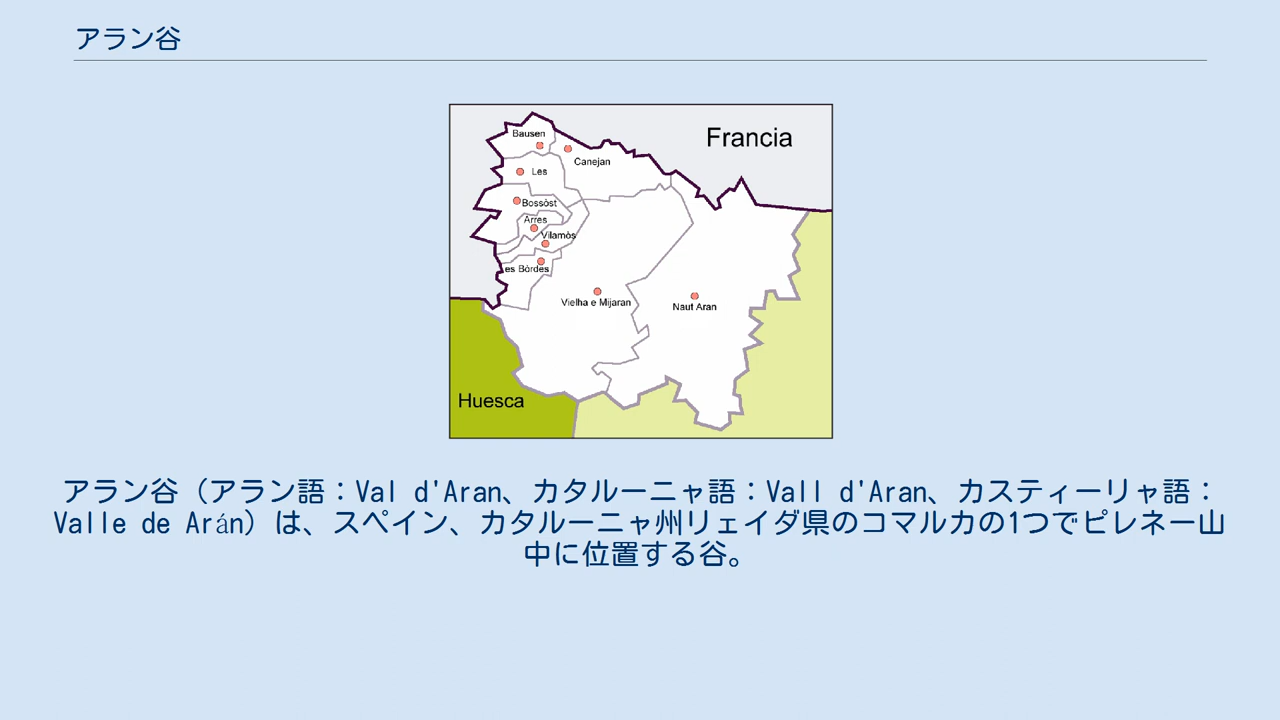 アラン谷
Francia
Bausen
Canejan
Les
Bossòst
Arres
Vilamòs
es Bòrdes
Vielha e Mijaran
Naut Aran
Huesca
アラン谷（アラン語：Val d'Aran、カタルーニャ語：Vall d'Aran、カスティーリャ語：
Valle de Arán）は、スペイン、カタルーニャ州リェイダ県のコマルカの1つでピレネー山
中に位置する谷。